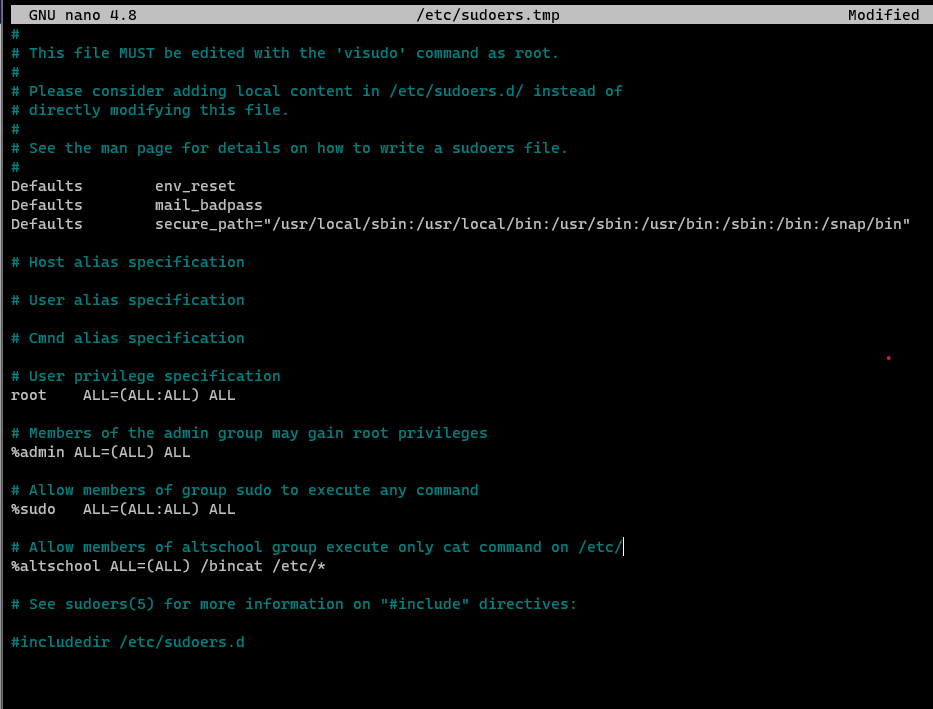 GNU nano 4.8 /etc/sudoers.tmp Modified
#
# This file MUST be edited with the 'visudo' command as root.
#
# Please consider adding local content in /etc/sudoers.d/ instead of
# directly modifying this file.
#
# See the man page for details on how to write a sudoers file.
#
Defaults        env_reset
Defaults        mail_badpass
Defaults        secure_path="/usr/local/sbin:/usr/local/bin:/usr/sbin:/usr/bin:/sbin:/bin:/snap/bin"
# Host alias specification
# User alias specification
# Cmnd alias specification
# User privilege specification
root    ALL=(ALL:ALL) ALL
# Members of the admin group may gain root privileges
%admin ALL=(ALL) ALL
# Allow members of group sudo to execute any command
%sudo   ALL=(ALL:ALL) ALL
# Allow members of altschool group execute only cat command on /etc/
%altschool ALL=(ALL) /bincat /etc/*
# See sudoers(5) for more information on "#include" directives:
#includedir /etc/sudoers.d